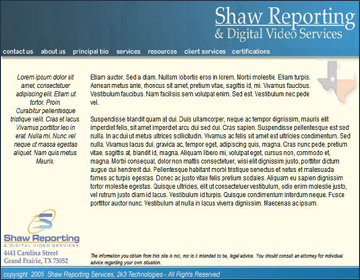 Shaw Reporting
& Digital Video Services
contact us about us principal bio services resources client services certifications
Lorem ipsum dolor sit
amet, consectetuer
adipiscing elit. Etiam ut
tortor. Proin.
Curabitur pellentesque
tristique velit. Cras et lacus.
Vivamus porttitor leo in
erat. Nulla mi. Nunc vel
neque ut massa egestas
aliquet. Nam quis metus
Mauris.
Etiam auctor. Sed a diam. Nullam lobortis eros in lorem. Morbi molestie. Etiam turpis.
Aenean metus ante, rhoncus sit amet, pretium vitae, sagittis id, mi. Vivamus faucibus.
Vestibulum faucibus. Nam facilisis sem volutpat enim. Sed est. Vestibulum nec pede
vel.
Suspendisse blandit quam at dui. Duis ullamcorper, neque ac tempor dignissim, mauris elit
imperdiet felis, sit amet imperdiet arcu dui sed dui. Cras sapien. Suspendisse pellentesque est sed
nulla. In ac dui ut metus ultrices sollicitudin. Vivamus ac felis sit amet est ultricies condimentum. Sed
nulla. Vivamus lacus dui, gravida ac, tempor eget, adipiscing quis, magna. Cras nunc pede, pretium
vitae, sagittis at, blandit id, magna. Aliquam libero mi, volutpat eget, cursus non, commodo et,
magna. Morbi consequat, dolor non mattis consectetuer, wisi elit dignissim justo, porttitor dictum
augue dui hendrerit dui. Pellentesque habitant morbi tristique senectus et netus et malesuada
fames ac turpis egestas. Donec ac justo vitae felis pretium sodales. Aliquam eu sapien dignissim
tortor molestie egestas. Quisque ultricies, elit ut consectetuer vestibulum, odio enim molestie justo,
vel rutrum justo diam id lacus. Vestibulum id turpis. Quisque condimentum interdum neque. Fusce
porttitor auctor nunc. Vestibulum at nulla in lacus viverra dignissim. Maecenas ac ipsum.
Shaw Reporting
& DIGITAL VIDEO SERVICES
4441 Carolina Street
Grand Prairie, TX 75052
The information you obtain from this site is not, nor is it intended to be, legal advice. You should consult an attorney for individual
advice regarding your own situation.
copyright 2005 Shaw Reporting Services, 2k3 Technologies - All Rights Reserved